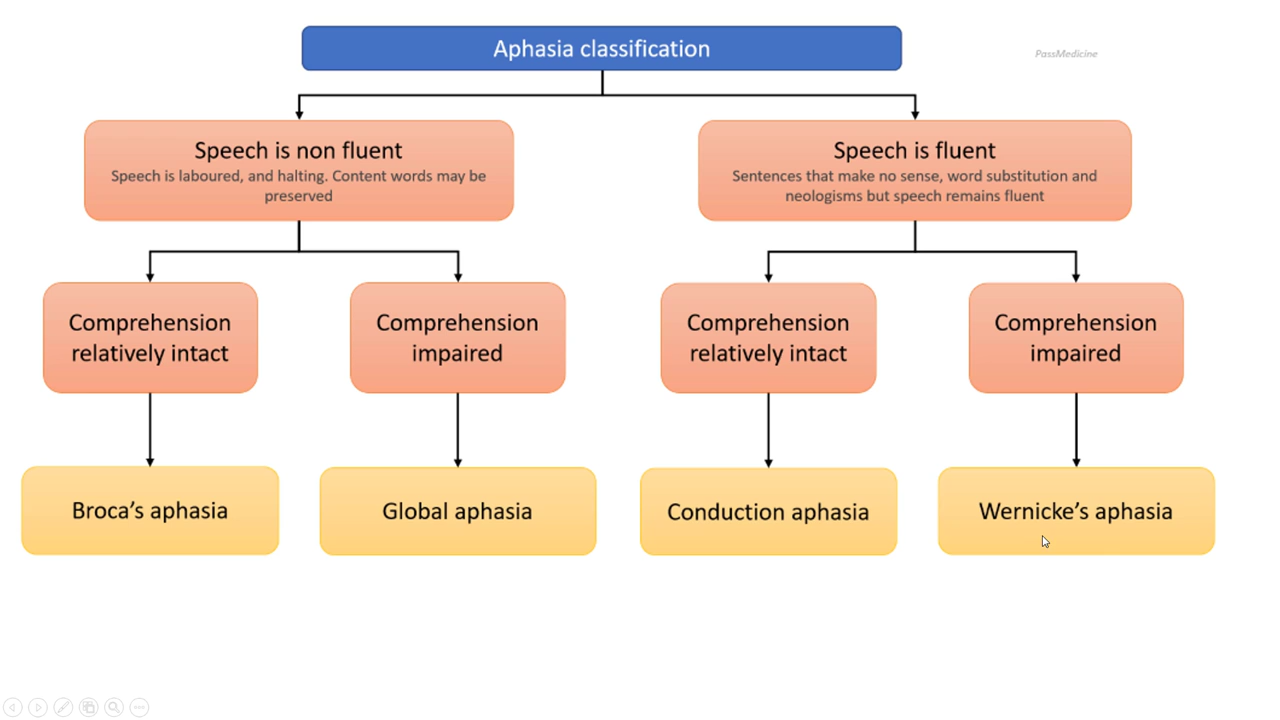 Aphasia classification
PassMedicine
Speech is non fluent
Speech is laboured, and halting. Content words may be
preserved
Speech is fluent
Sentences that make no sense, word substitution and
neologisms but speech remains fluent
Comprehension
relatively intact
Comprehension
impaired
Comprehension
relatively intact
Comprehension
impaired
Broca’s aphasia
Global aphasia
Conduction aphasia
Wernicke’s aphasia